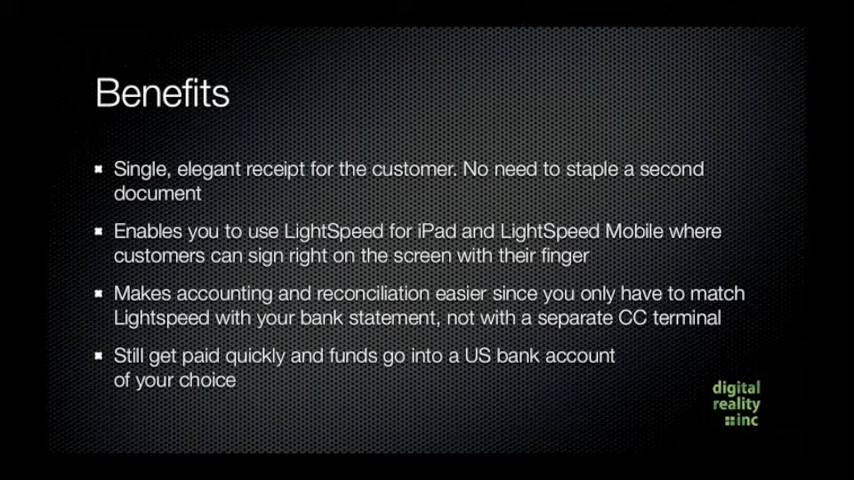 Benefits
Single, elegant receipt for the customer. No need to staple a second
document
Enables you to use LightSpeed for iPad and LightSpeed Mobile where
customers can sign right on the screen with their finger
Makes accounting and reconciliation easier since you only have to match
Lightspeed with your bank statement, not with a separate CC terminal
Still get paid quickly and funds go into a US bank account
of your choice
digital
reality
inc